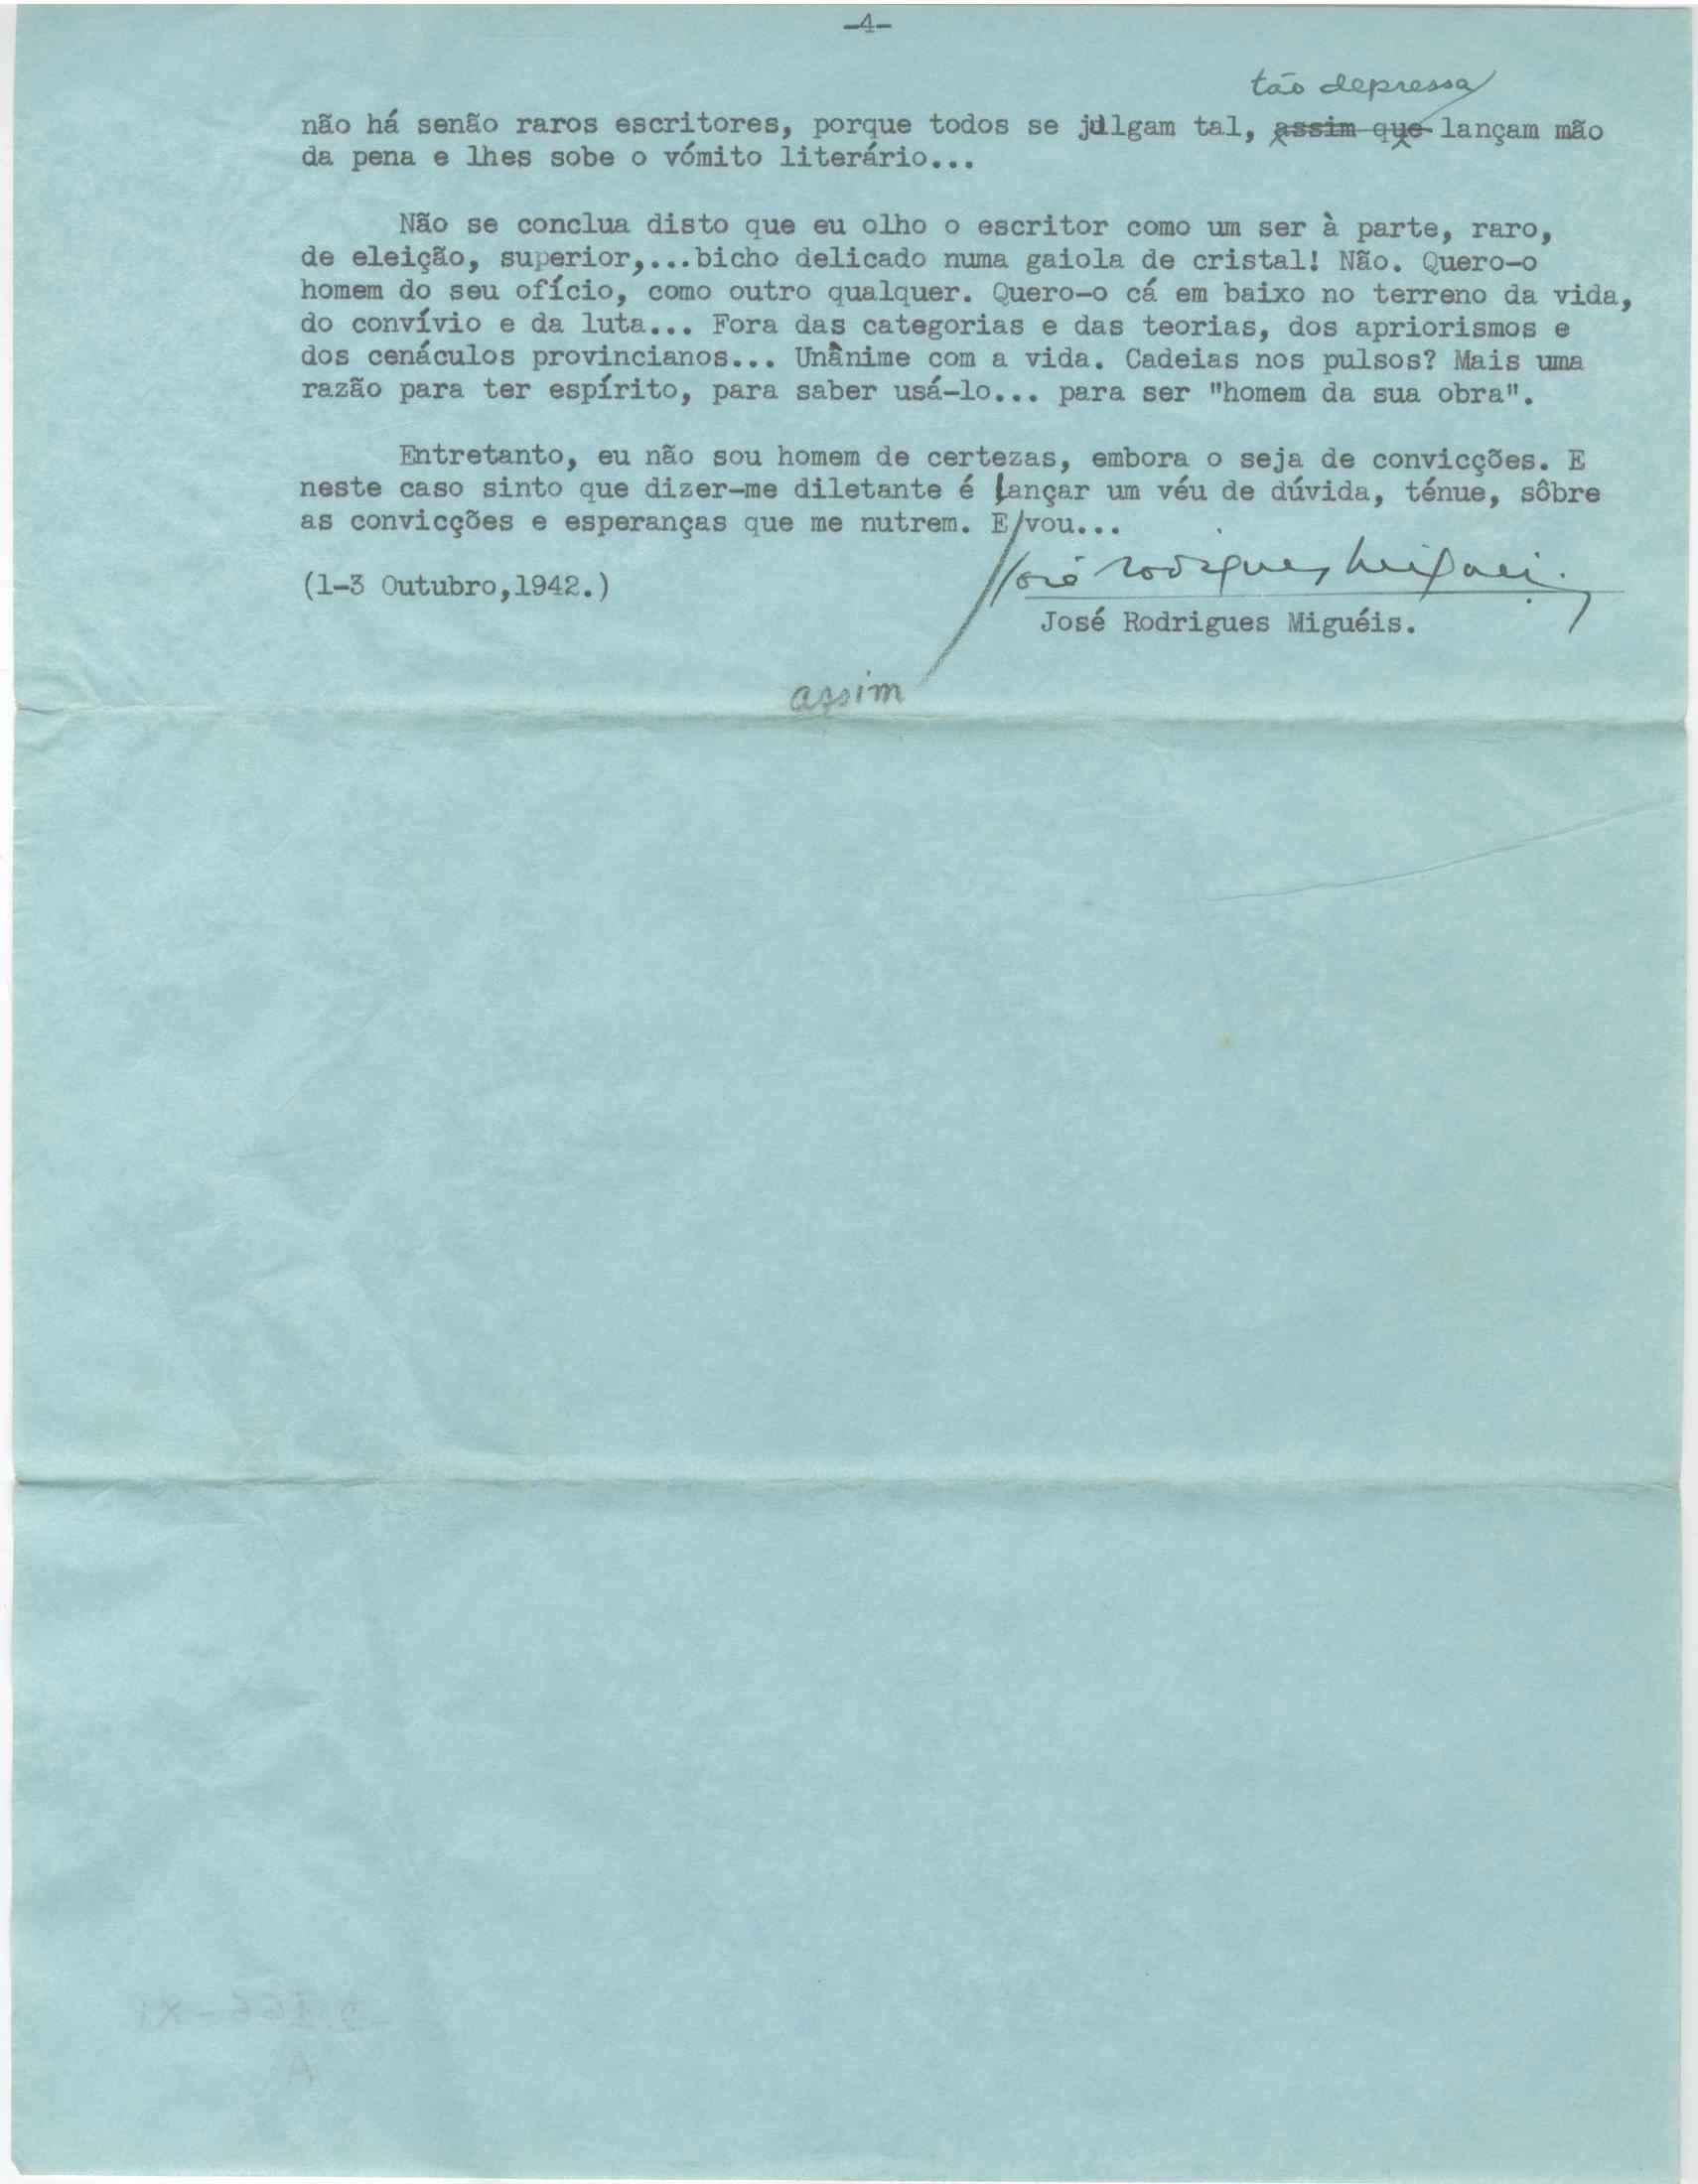 -4-
tão depressa
não há senão raros escritores, porque todos se julgam tal, assim que lançam mão
da pena e lhes sobe o vómito literário...
Não se conclua disto que eu olho o escritor como um ser à parte, raro,
de eleição, superior,...bicho delicado numa gaiola de cristal! Não. Quero-o
homem do seu ofício, como outro qualquer. Quero-o cá em baixo no terreno da vida,
do convívio e da luta... Fora das categorias e das teorias, dos apriorismos e
dos cenáculos provincianos... Unânime com a vida. Cadeias nos pulsos? Mais uma
razão para ter espírito, para saber usá-lo... para ser "homem da sua obra".
Entretanto, eu não sou homem de certezas, embora o seja de convicções. E
neste caso sinto que dizer-me diletante é lançar um véu de dúvida, ténue, sôbre
as convicções e esperanças que me nutrem. E/vou...
José Rodrigues Miguéis.
(1-3 Outubro,1942.)
José Rodrigues Miguéis.
assim